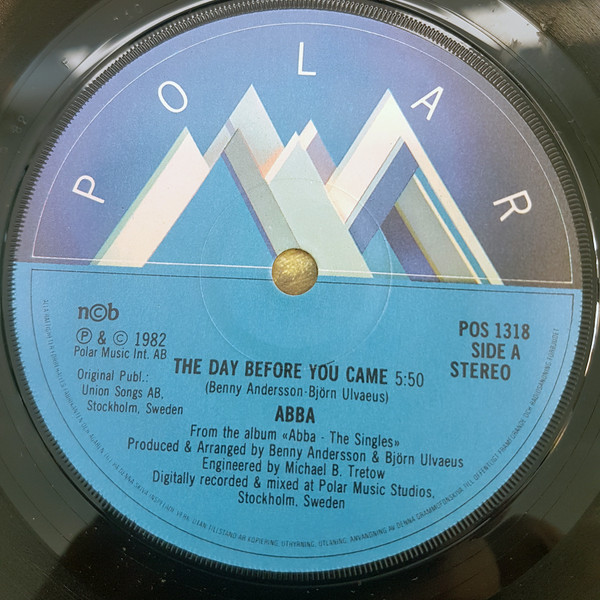 POLAR
n©b
℗ & © 1982
Polar Music Int. AB
Original Publ.:
Union Songs AB,
Stockholm, Sweden
POS 1318
SIDE A
STEREO
THE DAY BEFORE YOU CAME 5:50
(Benny Andersson-Björn Ulvaeus)
ABBA
From the album «Abba - The Singles»
Produced & Arranged by Benny Andersson & Björn Ulvaeus
Engineered by Michael B. Tretow
Digitally recorded & mixed at Polar Music Studios,
Stockholm, Sweden